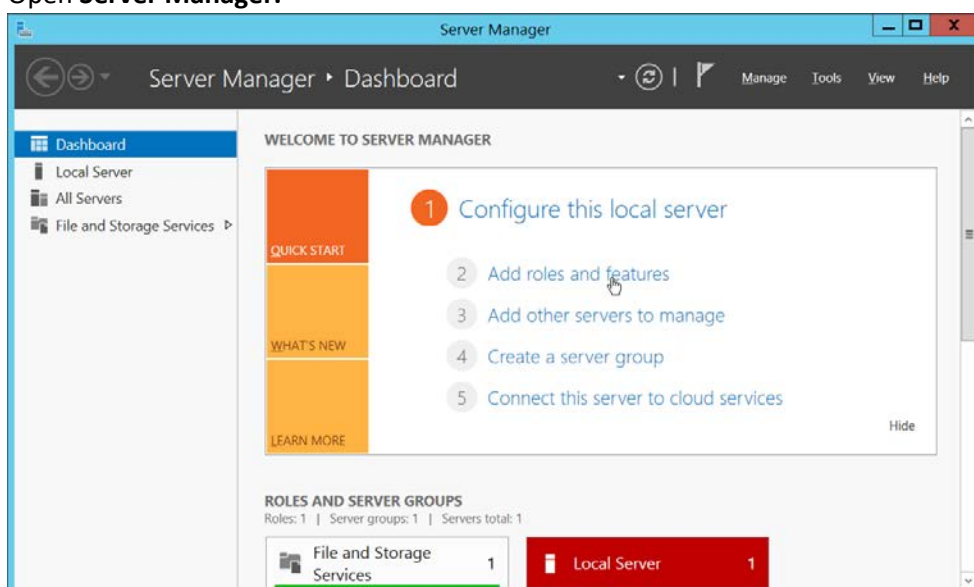 Open Server Manager.
Server Manager
Server Manager • Dashboard
Manage Tools View Help
Dashboard
Local Server
All Servers
File and Storage Services
WELCOME TO SERVER MANAGER
QUICK START
WHAT'S NEW
LEARN MORE
1 Configure this local server
2 Add roles and features
3 Add other servers to manage
4 Create a server group
5 Connect this server to cloud services
Hide
ROLES AND SERVER GROUPS
Roles: 1 | Server groups: 1 | Servers total: 1
File and Storage 1
Services
Local Server 1